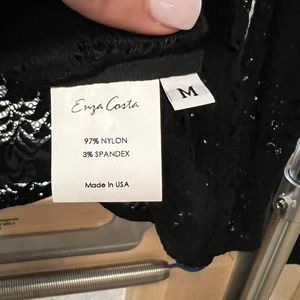 Enza Costa
M
97% NYLON
3% SPANDEX
Made in USA